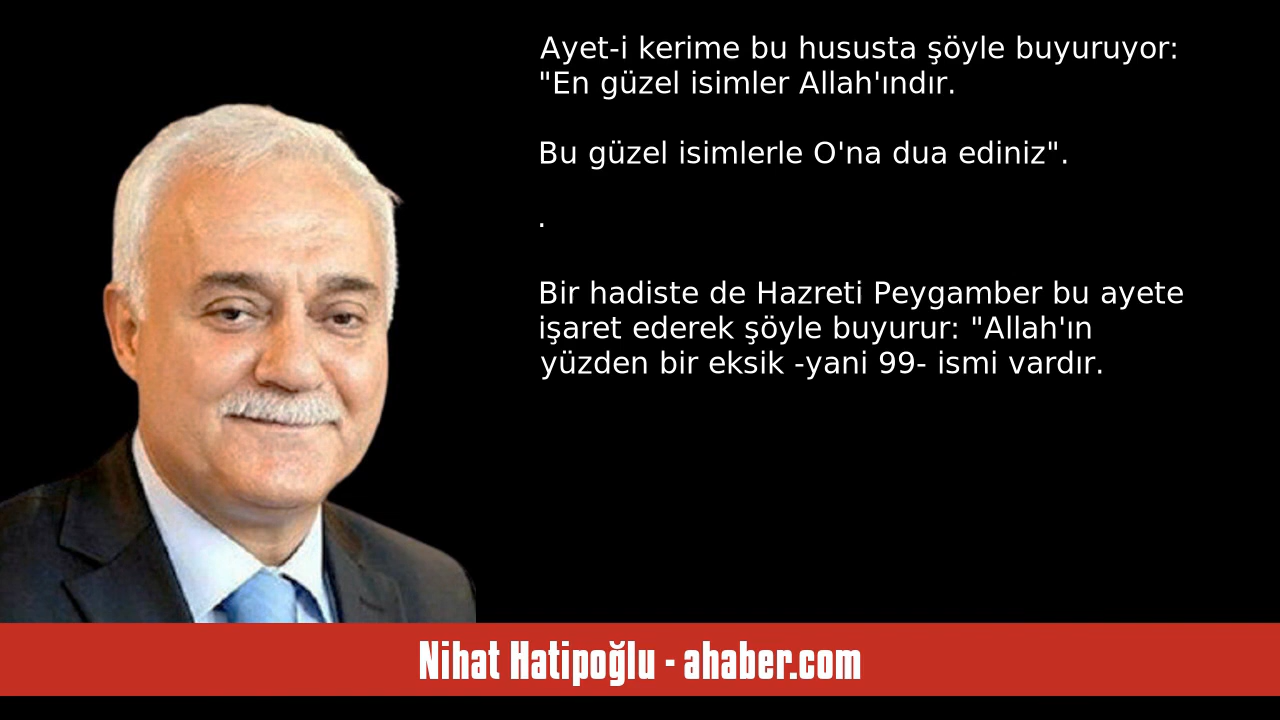 Ayet-i kerime bu hususta şöyle buyuruyor:
"En güzel isimler Allah'ındır.
Bu güzel isimlerle O'na dua ediniz".
.
Bir hadiste de Hazreti Peygamber bu ayete
işaret ederek şöyle buyurur: "Allah'ın
yüzden bir eksik -yani 99- ismi vardır.
Nihat Hatipoğlu - ahaber.com